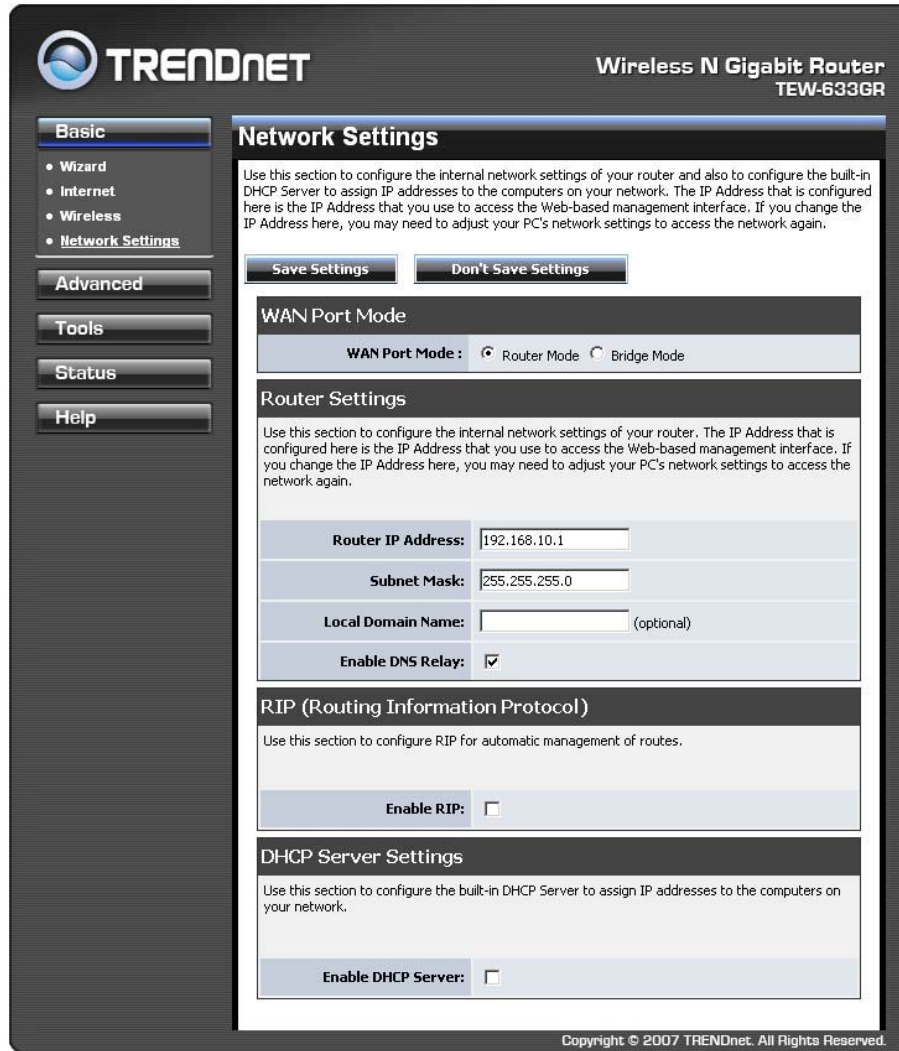 TRENDNET
Wireless N Gigabit Router
TEW-633GR
Basic
• Wizard
• Internet
• Wireless
• Network Settings
Advanced
Tools
Status
Help
Network Settings
Use this section to configure the internal network settings of your router and also to configure the built-in
DHCP Server to assign IP addresses to the computers on your network. The IP Address that is configured
here is the IP Address that you use to access the Web-based management interface. If you change the
IP Address here, you may need to adjust your PC's network settings to access the network again.
Save Settings Don't Save Settings
WAN Port Mode
WAN Port Mode : Router Mode Bridge Mode
Router Settings
Use this section to configure the internal network settings of your router. The IP Address that is
configured here is the IP Address that you use to access the Web-based management interface. If
you change the IP Address here, you may need to adjust your PC's network settings to access the
network again.
Router IP Address: 192.168.10.1
Subnet Mask: 255.255.255.0
Local Domain Name: (optional)
Enable DNS Relay:
RIP (Routing Information Protocol)
Use this section to configure RIP for automatic management of routes.
Enable RIP:
DHCP Server Settings
Use this section to configure the built-in DHCP Server to assign IP addresses to the computers on
your network.
Enable DHCP Server:
Copyright © 2007 TRENDnet. All Rights Reserved.